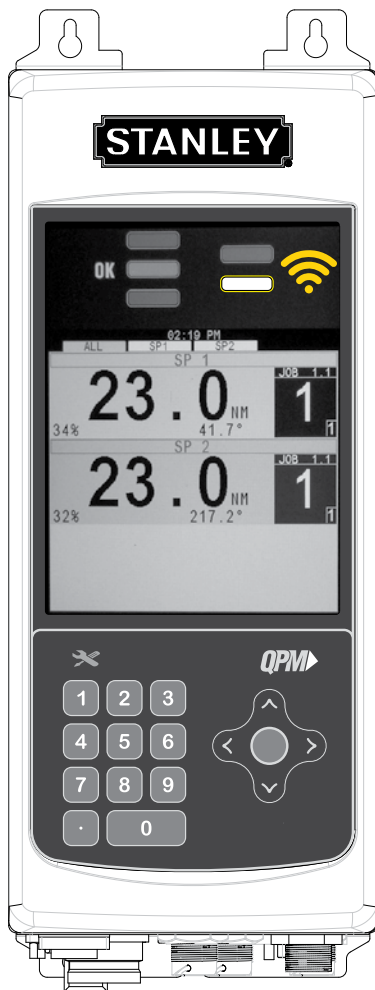 STANLEY
OK
02:19 PM
ALL SP1 SP2
SP 1
JOB 1.1
23.0 NM 1
34% 41.7° 1
SP 2
JOB 1.1
23.0 NM 1
32% 217.2° 1
QPM
1 2 3
4 5 6
7 8 9
. 0